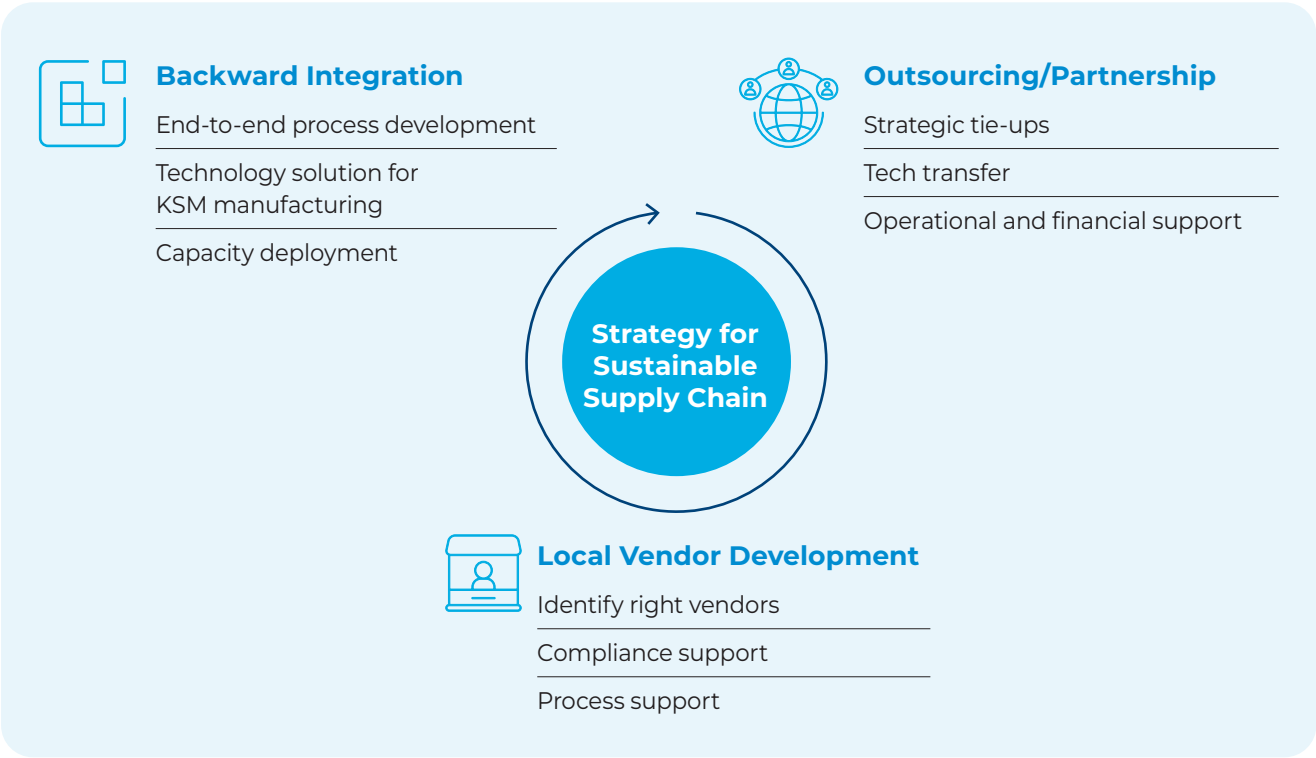 Backward Integration
End-to-end process development
Technology solution for
KSM manufacturing
Capacity deployment
Outsourcing/Partnership
Strategic tie-ups
Tech transfer
Operational and financial support
Strategy for
Sustainable
Supply Chain
Local Vendor Development
Identify right vendors
Compliance support
Process support